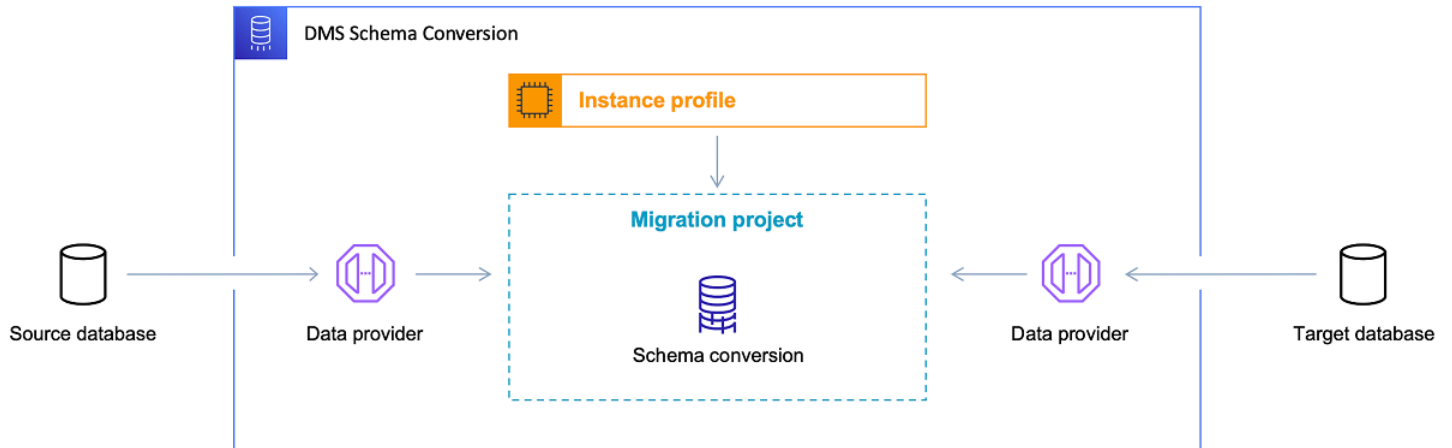 DMS Schema Conversion
Instance profile
Migration project
Source database
Data provider
Schema conversion
Data provider
Target database